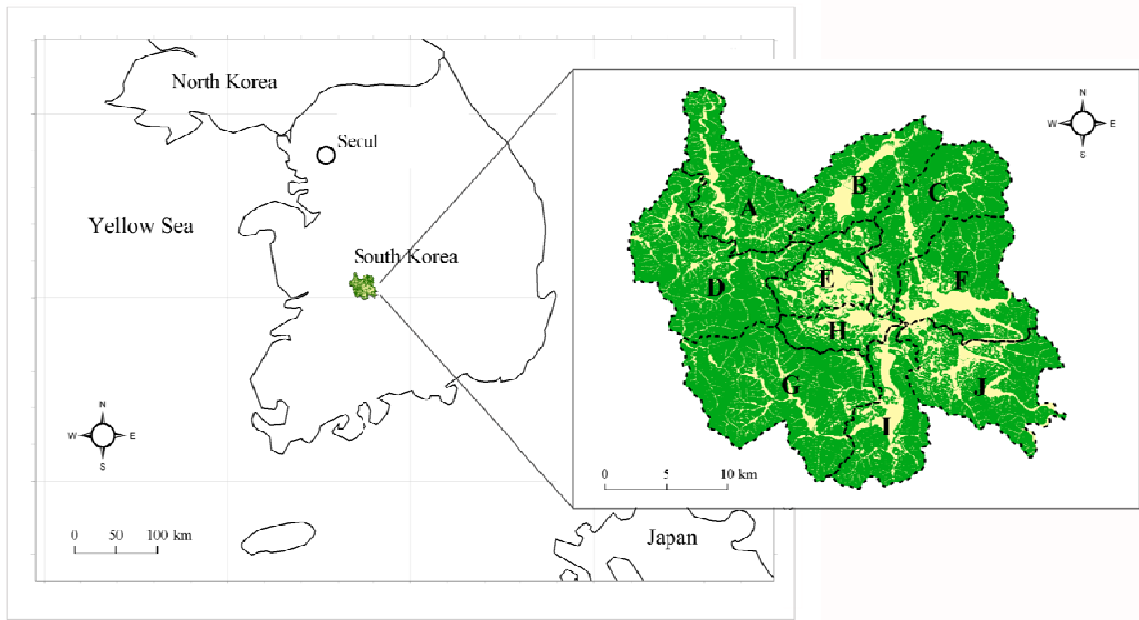 North Korea
Seoul
Yellow Sea
South Korea
N
W E
S
0 50 100 km
Japan
N
W E
S
A
B
C
D
E
F
H
G
J
I
0 5 10 km